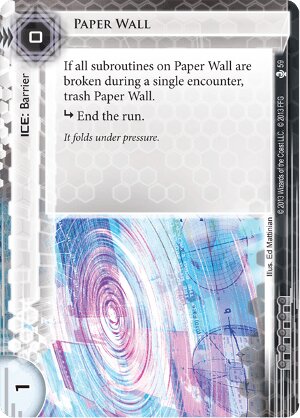 0
PAPER WALL
ICE: Barrier
If all subroutines on Paper Wall are
broken during a single encounter,
trash Paper Wall.
↳ End the run.
It folds under pressure.
59
© 2013 Wizards of the Coast LLC. © 2013 FFG
Illus. Ed Mattinian
1